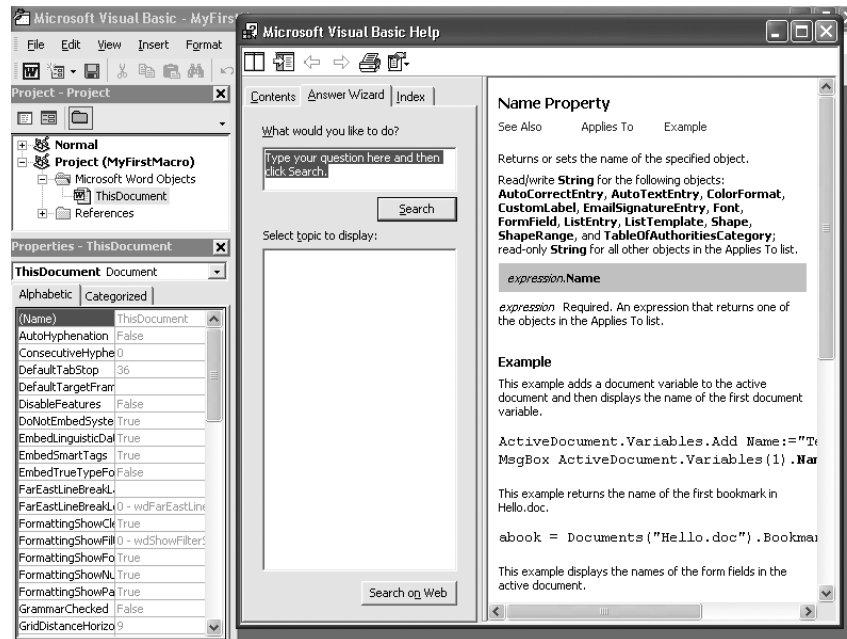 Microsoft Visual Basic - MyFirs
File Edit View Insert Format
Project - Project
Normal
Project (MyFirstMacro)
Microsoft Word Objects
ThisDocument
References
Properties - ThisDocument
ThisDocument Document
Alphabetic Categorized
(Name) ThisDocument
AutoHyphenation False
ConsecutiveHyphe 0
DefaultTabStop 36
DefaultTargetFram
DisableFeatures False
DoNotEmbedSyste True
EmbedLinguisticDat True
EmbedSmartTags True
EmbedTrueTypeFo False
FarEastLineBreakL
FarEastLineBreakL 0 - wdFarEastLine
FormattingShowCle True
FormattingShowFil 0 - wdShowFilterS
FormattingShowFo True
FormattingShowNu True
FormattingShowPa True
GrammarChecked False
GridDistanceHorizo 9
Microsoft Visual Basic Help
Contents Answer Wizard Index
What would you like to do?
Type your question here and then
click Search.
Search
Select topic to display:
Search on Web
Name Property
See Also Applies To Example
Returns or sets the name of the specified object.
Read/write String for the following objects:
AutoCorrectEntry, AutoTextEntry, ColorFormat,
CustomLabel, EmailSignatureEntry, Font,
FormField, ListEntry, ListTemplate, Shape,
ShapeRange, and TableOfAuthoritiesCategory;
read-only String for all other objects in the Applies To list.
expression.Name
expression Required. An expression that returns one of
the objects in the Applies To list.
Example
This example adds a document variable to the active
document and then displays the name of the first document
variable.
ActiveDocument.Variables.Add Name:="Te
MsgBox ActiveDocument.Variables(1).Nam
This example returns the name of the first bookmark in
Hello.doc.
abook = Documents("Hello.doc").Bookmar
This example displays the names of the form fields in the
active document.